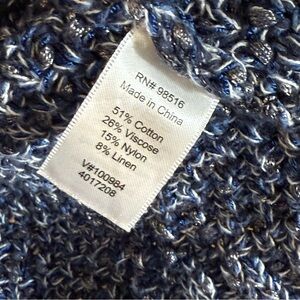 RN# 98516
Made in China
51% Cotton
26% Viscose
15% Nylon
8% Linen
V#100984
4017208